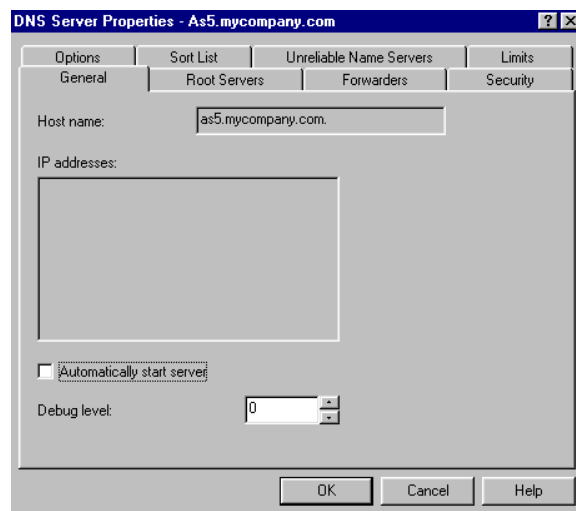 DNS Server Properties - As5.mycompany.com
Options Sort List Unreliable Name Servers Limits
General Root Servers Forwarders Security
Host name: as5.mycompany.com.
IP addresses:
Automatically start server
Debug level: 0
OK Cancel Help